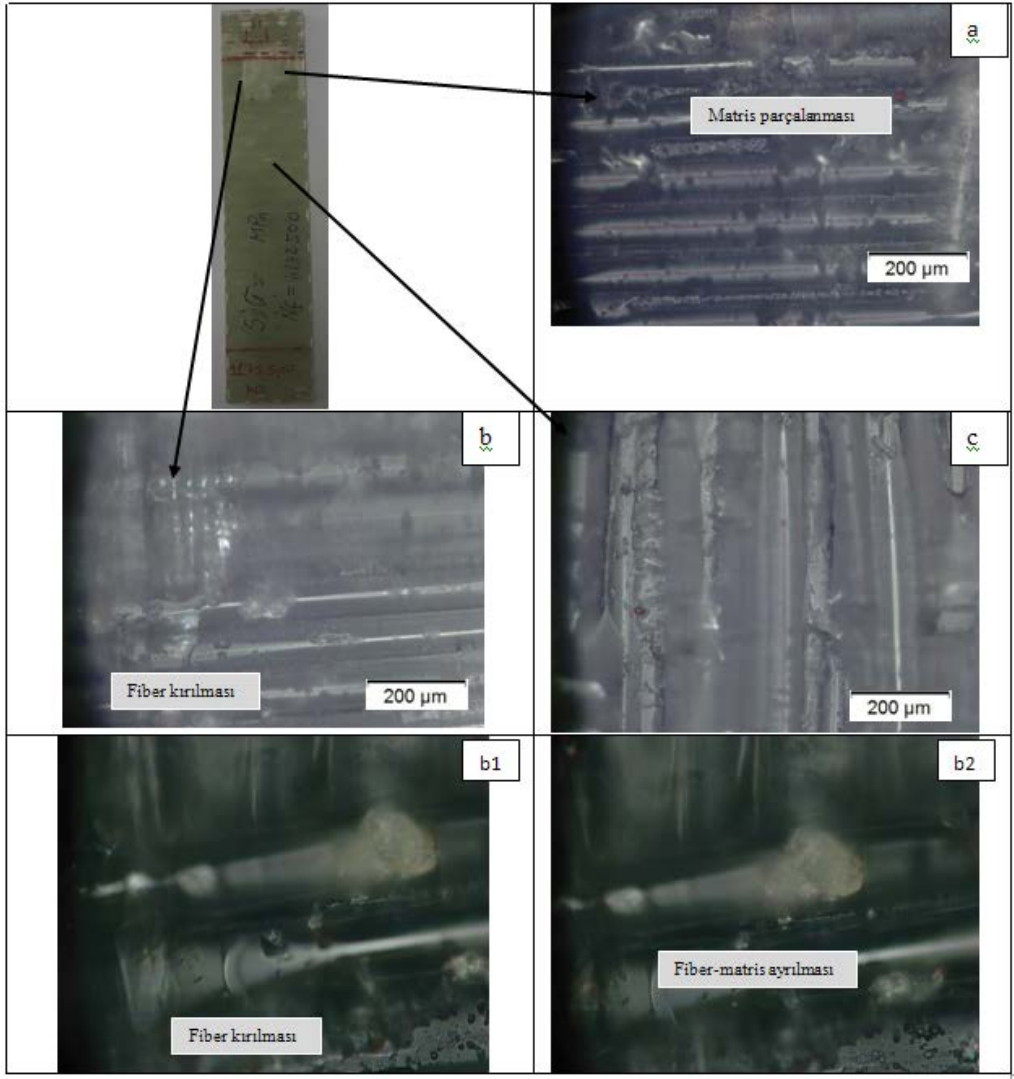 a
Matris parçalanması
200 µm
b
Fiber kırılması
200 µm
c
200 µm
b1
Fiber kırılması
b2
Fiber-matris ayrılması